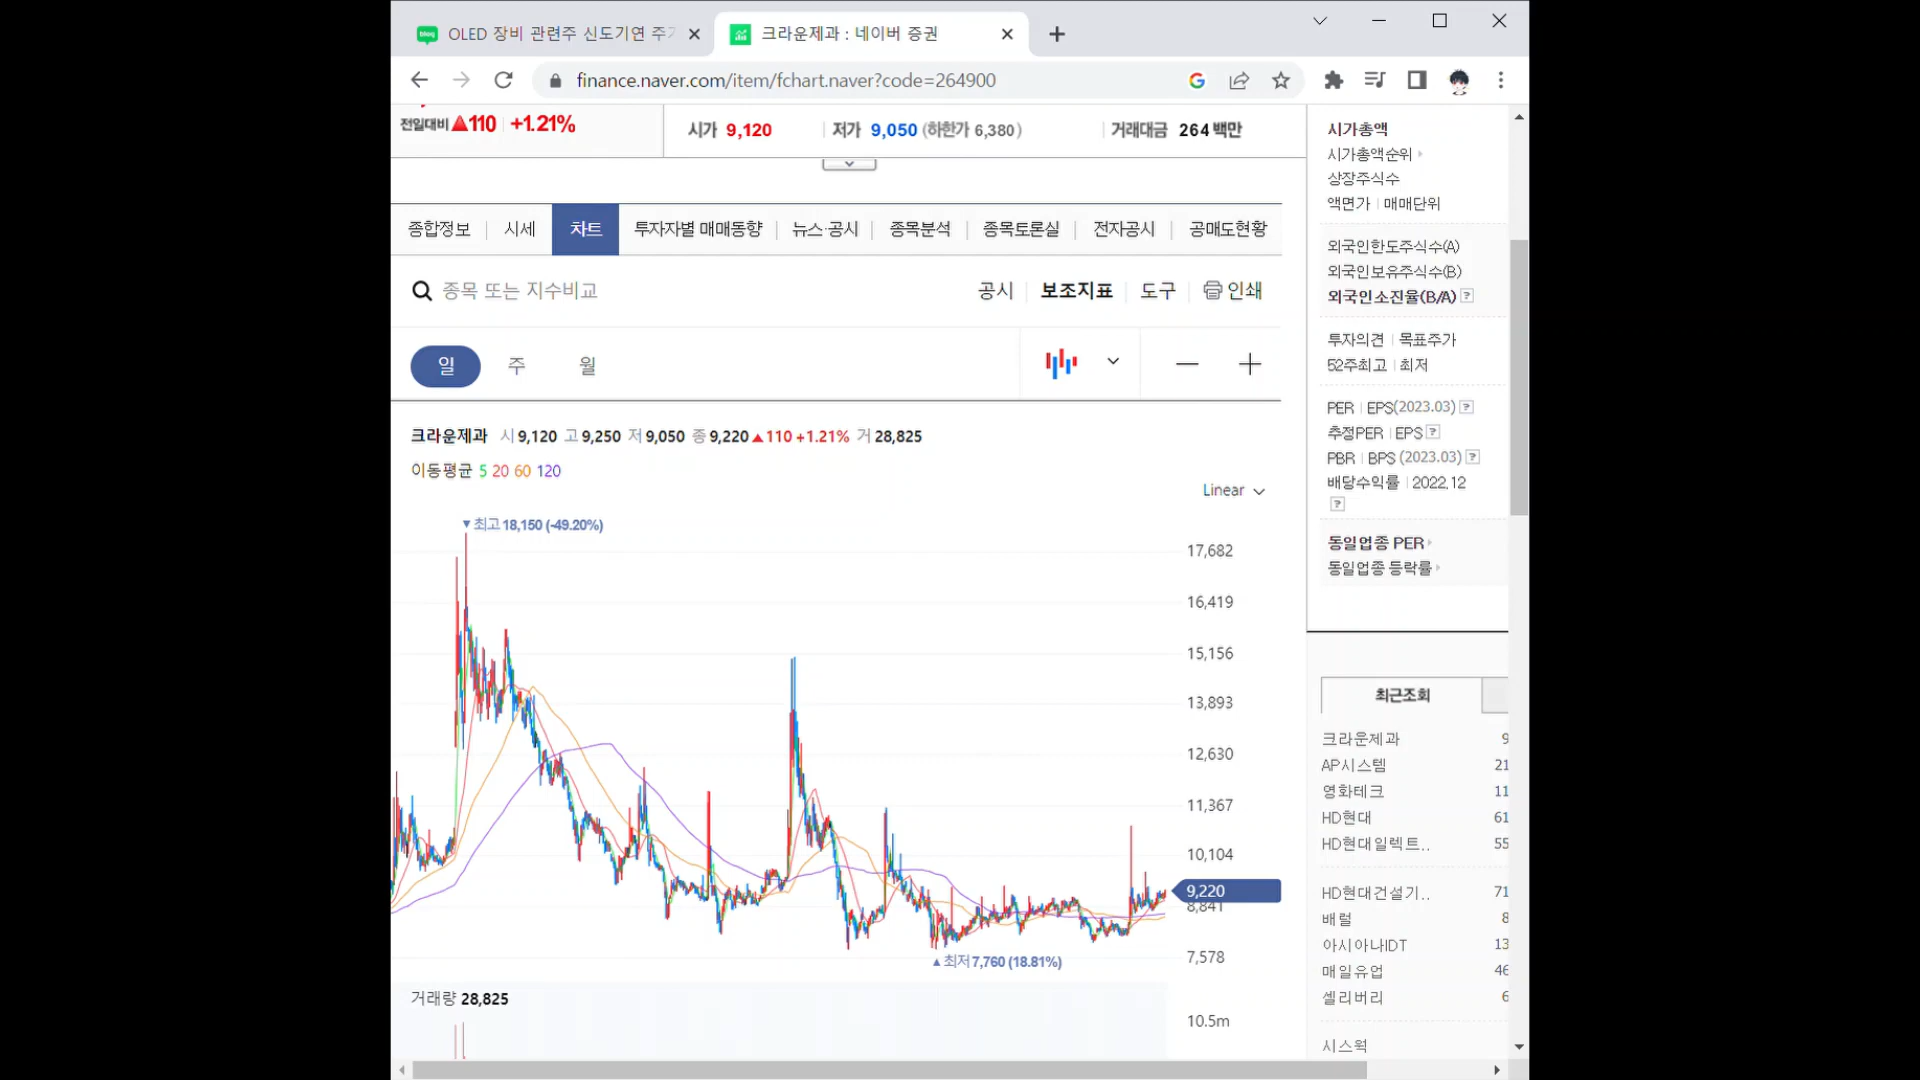 OLED 장비 관련주 신도기연 주가
크라운제과 : 네이버 증권
finance.naver.com/item/fchart.naver?code=264900
전일대비 ▲110 +1.21%
시가 9,120 저가 9,050 (하한가 6,380) 거래대금 264 백만
종합정보 시세 차트 투자자별 매매동향 뉴스·공시 종목분석 종목토론실 전자공시 공매도현황
종목 또는 지수비교 공시 보조지표 도구 인쇄
일 주 월
크라운제과 시 9,120 고 9,250 저 9,050 종 9,220 ▲110 +1.21% 거 28,825
이동평균 5 20 60 120
Linear
▼최고 18,150 (-49.20%)
17,682
16,419
15,156
13,893
12,630
11,367
10,104
9,220
8,841
7,578
▲최저 7,760 (18.81%)
거래량 28,825
10.5m
시가총액
시가총액순위
상장주식수
액면가 | 매매단위
외국인한도주식수(A)
외국인보유주식수(B)
외국인소진율(B/A) ?
투자의견 | 목표주가
52주최고 | 최저
PER | EPS(2023.03) ?
추정PER | EPS ?
PBR | BPS (2023.03) ?
배당수익률 | 2022.12
?
동일업종 PER
동일업종 등락률
최근조회
크라운제과 9
AP시스템 21
영화테크 11
HD현대 61
HD현대일렉트.. 55
HD현대건설기.. 71
배럴 8
아시아나IDT 13
매일유업 46
셀리버리 6
시스웍